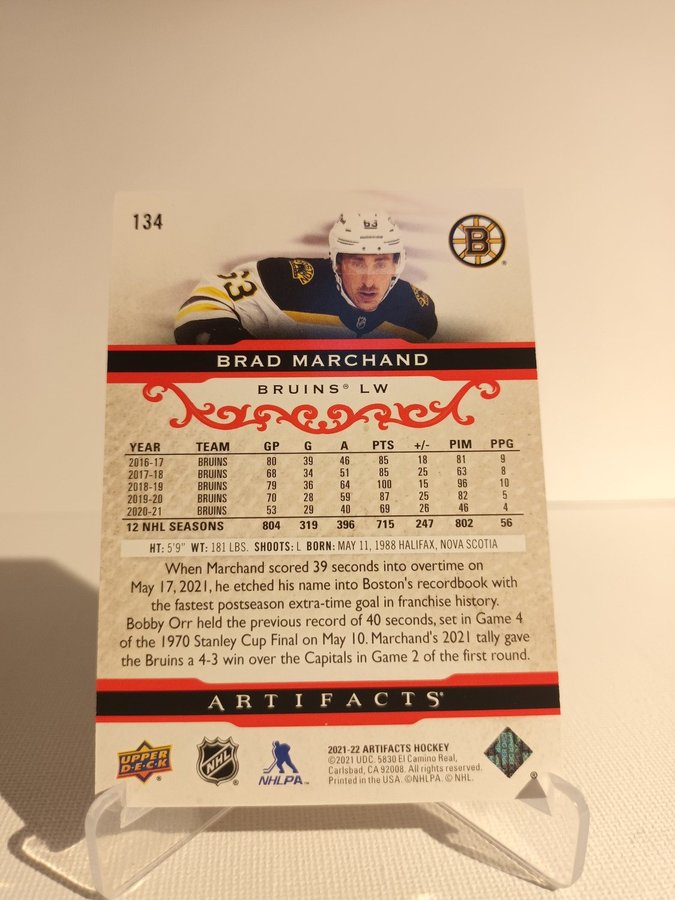 134
63
63
B
BRAD MARCHAND
BRUINS® LW
YEAR TEAM GP G A PTS +/- PIM PPG
2016-17 BRUINS 80 39 46 85 18 81 9
2017-18 BRUINS 68 34 51 85 25 63 8
2018-19 BRUINS 79 36 64 100 15 96 10
2019-20 BRUINS 70 28 59 87 25 82 5
2020-21 BRUINS 53 29 40 69 26 46 4
12 NHL SEASONS 804 319 396 715 247 802 56
HT: 5'9" WT: 181 LBS. SHOOTS: L BORN: MAY 11, 1988 HALIFAX, NOVA SCOTIA
When Marchand scored 39 seconds into overtime on
May 17, 2021, he etched his name into Boston's recordbook with
the fastest postseason extra-time goal in franchise history.
Bobby Orr held the previous record of 40 seconds, set in Game 4
of the 1970 Stanley Cup Final on May 10. Marchand's 2021 tally gave
the Bruins a 4-3 win over the Capitals in Game 2 of the first round.
ARTIFACTS®
UPPER DECK
NHL
NHLPA
2021-22 ARTIFACTS HOCKEY
©2021 UDC. 5830 El Camino Real,
Carlsbad, CA 92008. All rights reserved.
Printed in the USA. ©NHLPA. © NHL.